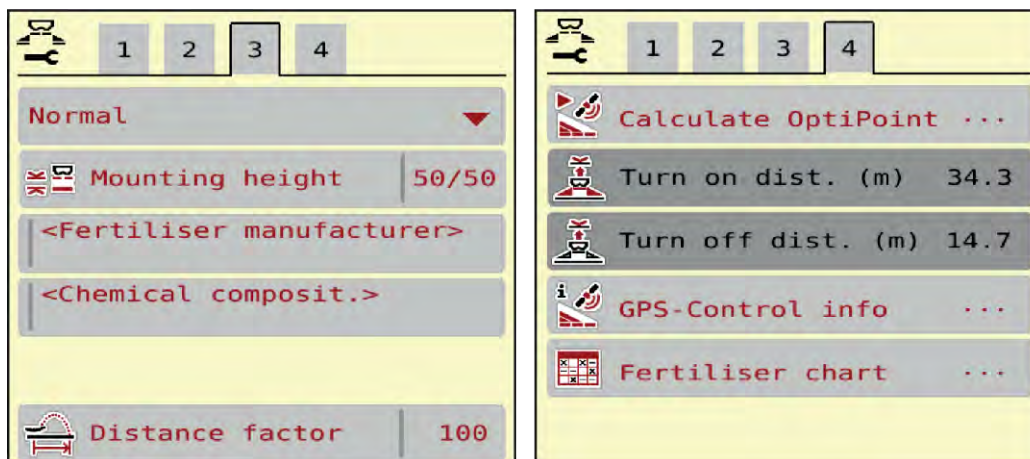 1 2 3 4
Normal
Mounting height 50/50
<Fertiliser manufacturer>
<Chemical composit.>
Distance factor 100
1 2 3 4
Calculate OptiPoint ...
Turn on dist. (m) 34.3
Turn off dist. (m) 14.7
i
GPS-Control info ...
Fertiliser chart ...